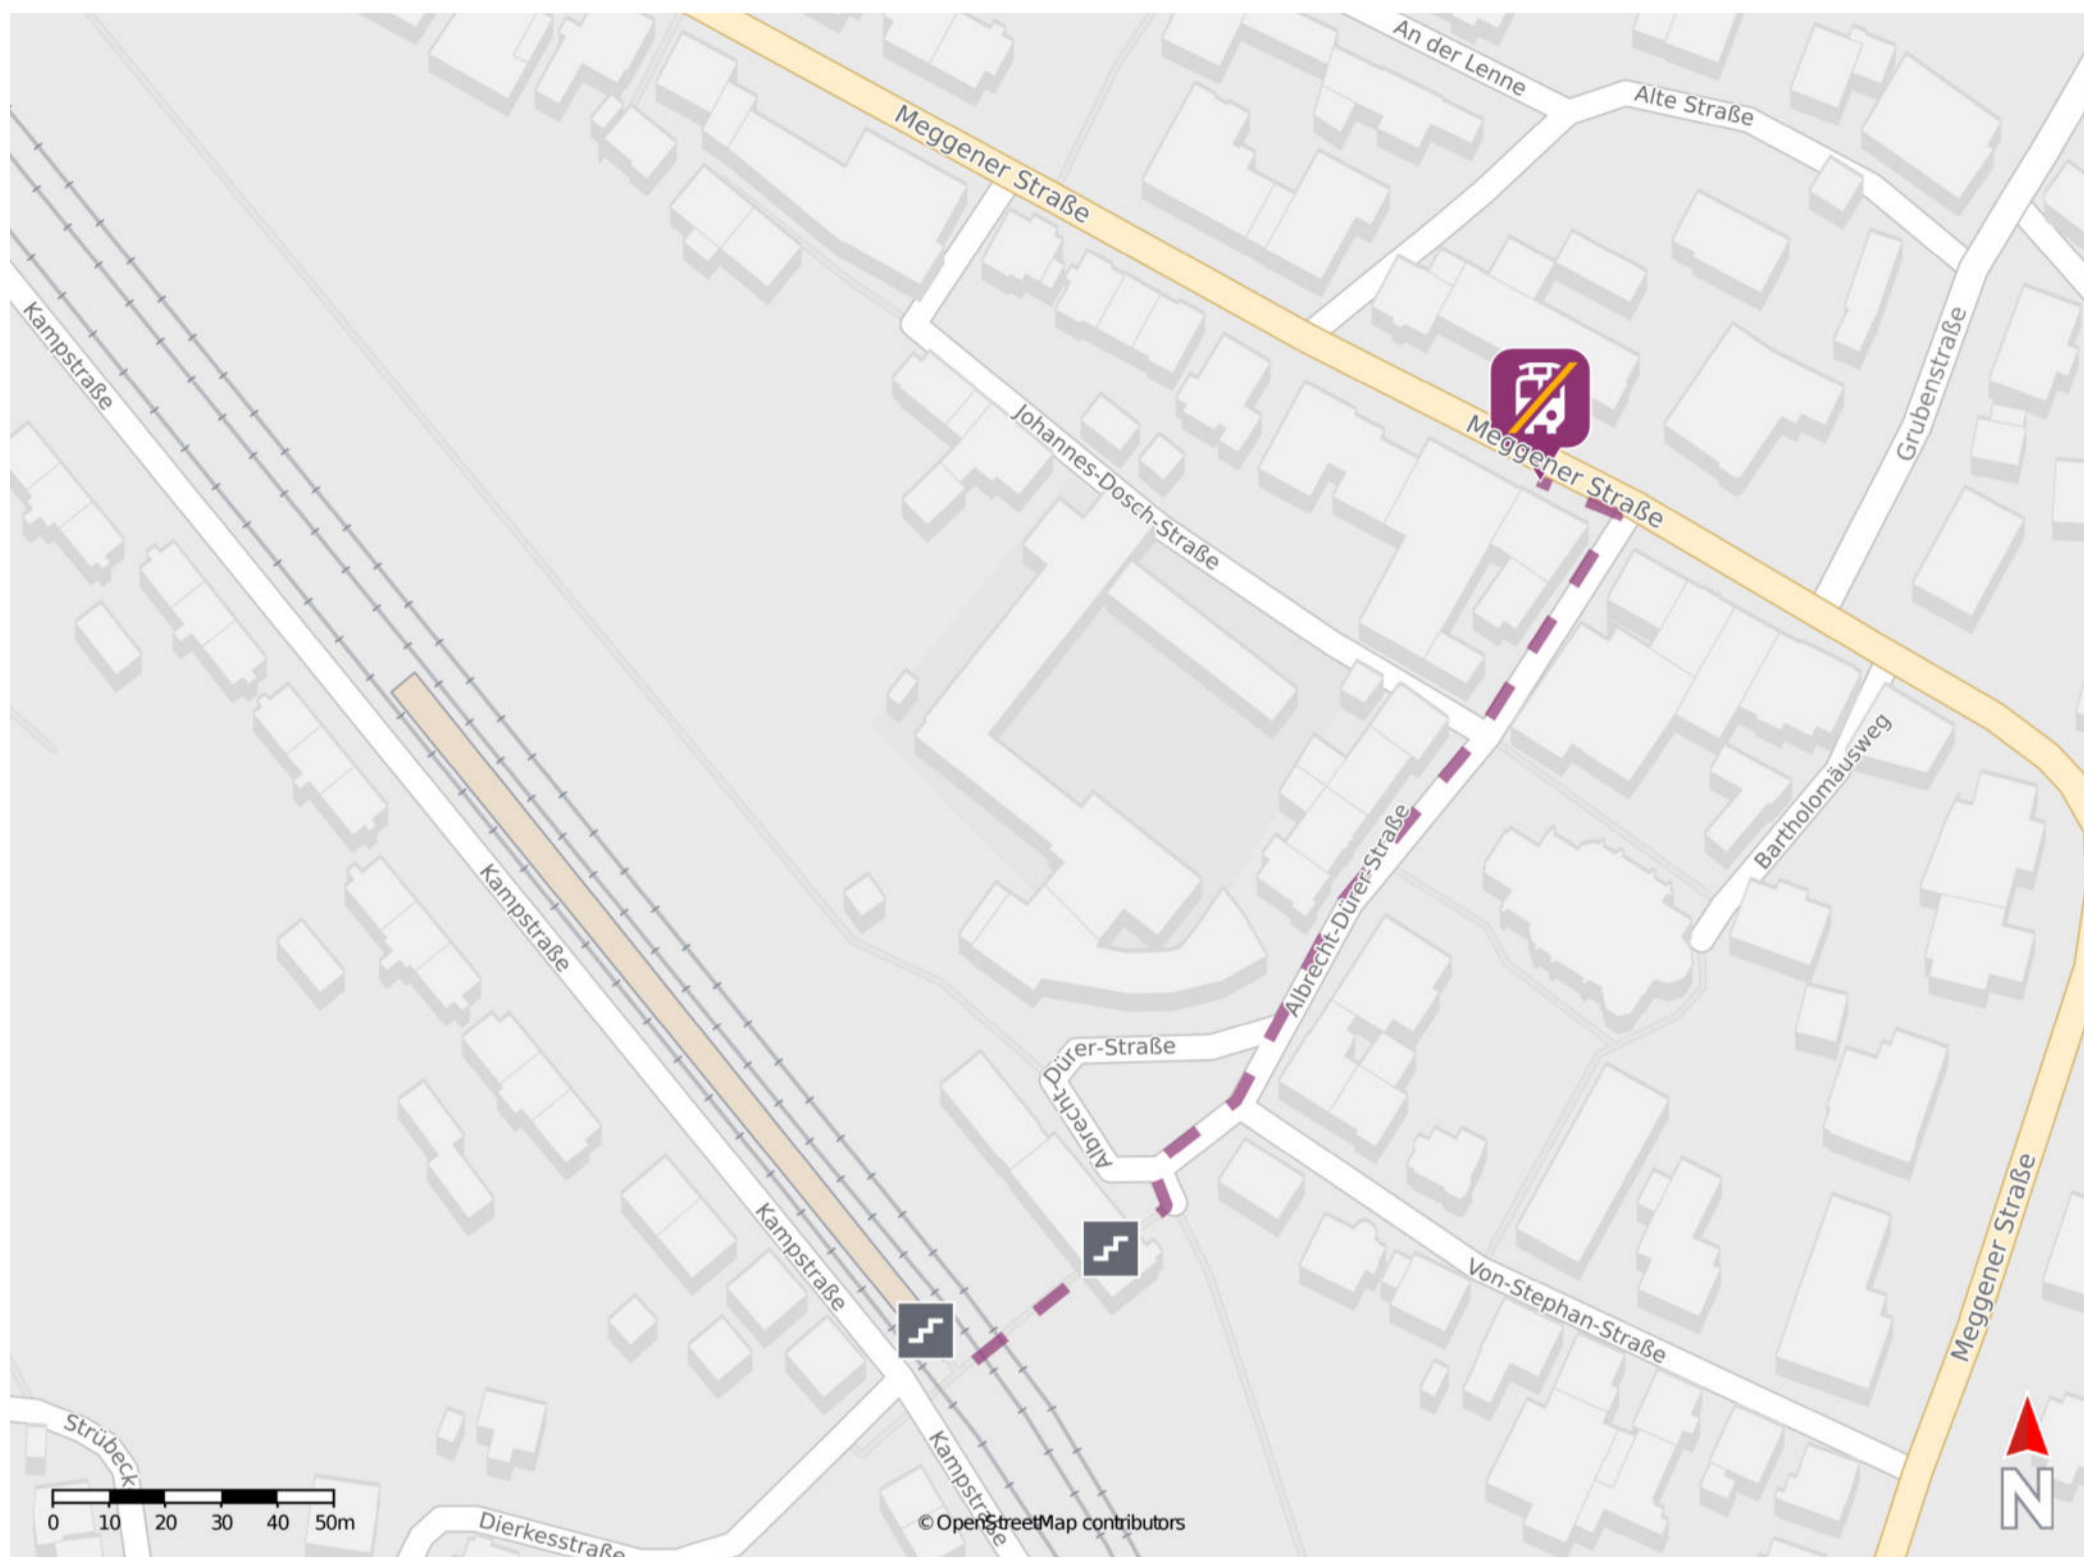 An der Lenne
Alte Straße
Meggener Straße
Grubenstraße
Kampstraße
Meggener Straße
Johannes-Dosch-Straße
Bartholomäusweg
Albrecht-Dürer-Straße
Kampstraße
Albrecht-Dürer-Straße
Kampstraße
Meggener Straße
Von-Stephan-Straße
Strübeck
Kampstraße
0 10 20 30 40 50m
Dierkesstraße
© OpenStreetMap contributors
N